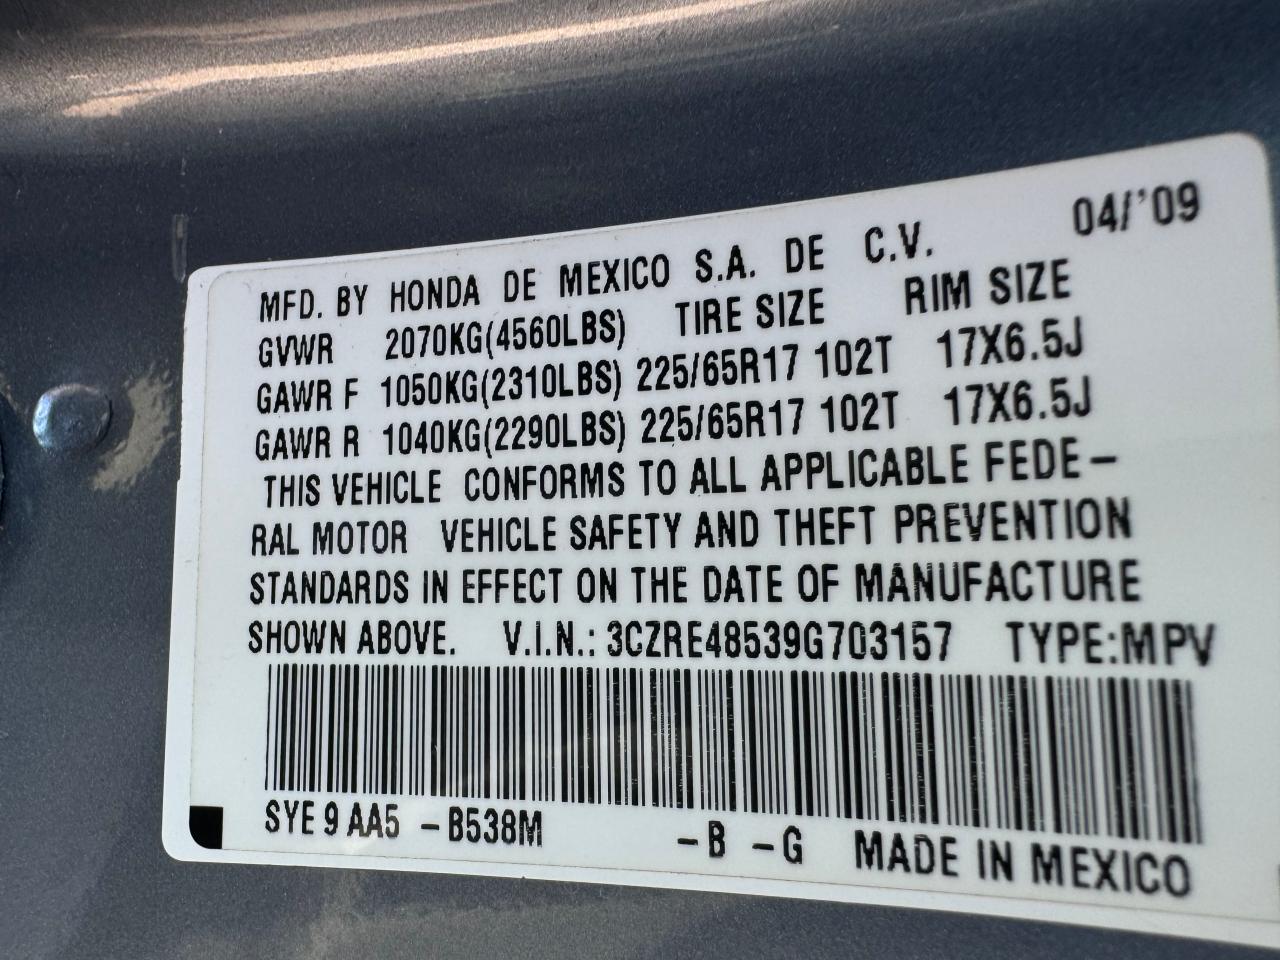 04/'09
MFD. BY HONDA DE MEXICO S.A. DE C.V.
GVWR 2070KG(4560LBS) TIRE SIZE RIM SIZE
GAWR F 1050KG(2310LBS) 225/65R17 102T 17X6.5J
GAWR R 1040KG(2290LBS) 225/65R17 102T 17X6.5J
THIS VEHICLE CONFORMS TO ALL APPLICABLE FEDE-
RAL MOTOR VEHICLE SAFETY AND THEFT PREVENTION
STANDARDS IN EFFECT ON THE DATE OF MANUFACTURE
SHOWN ABOVE. V.I.N.: 3CZRE48539G703157 TYPE:MPV
SYE 9 AA5 -B538M -B -G MADE IN MEXICO